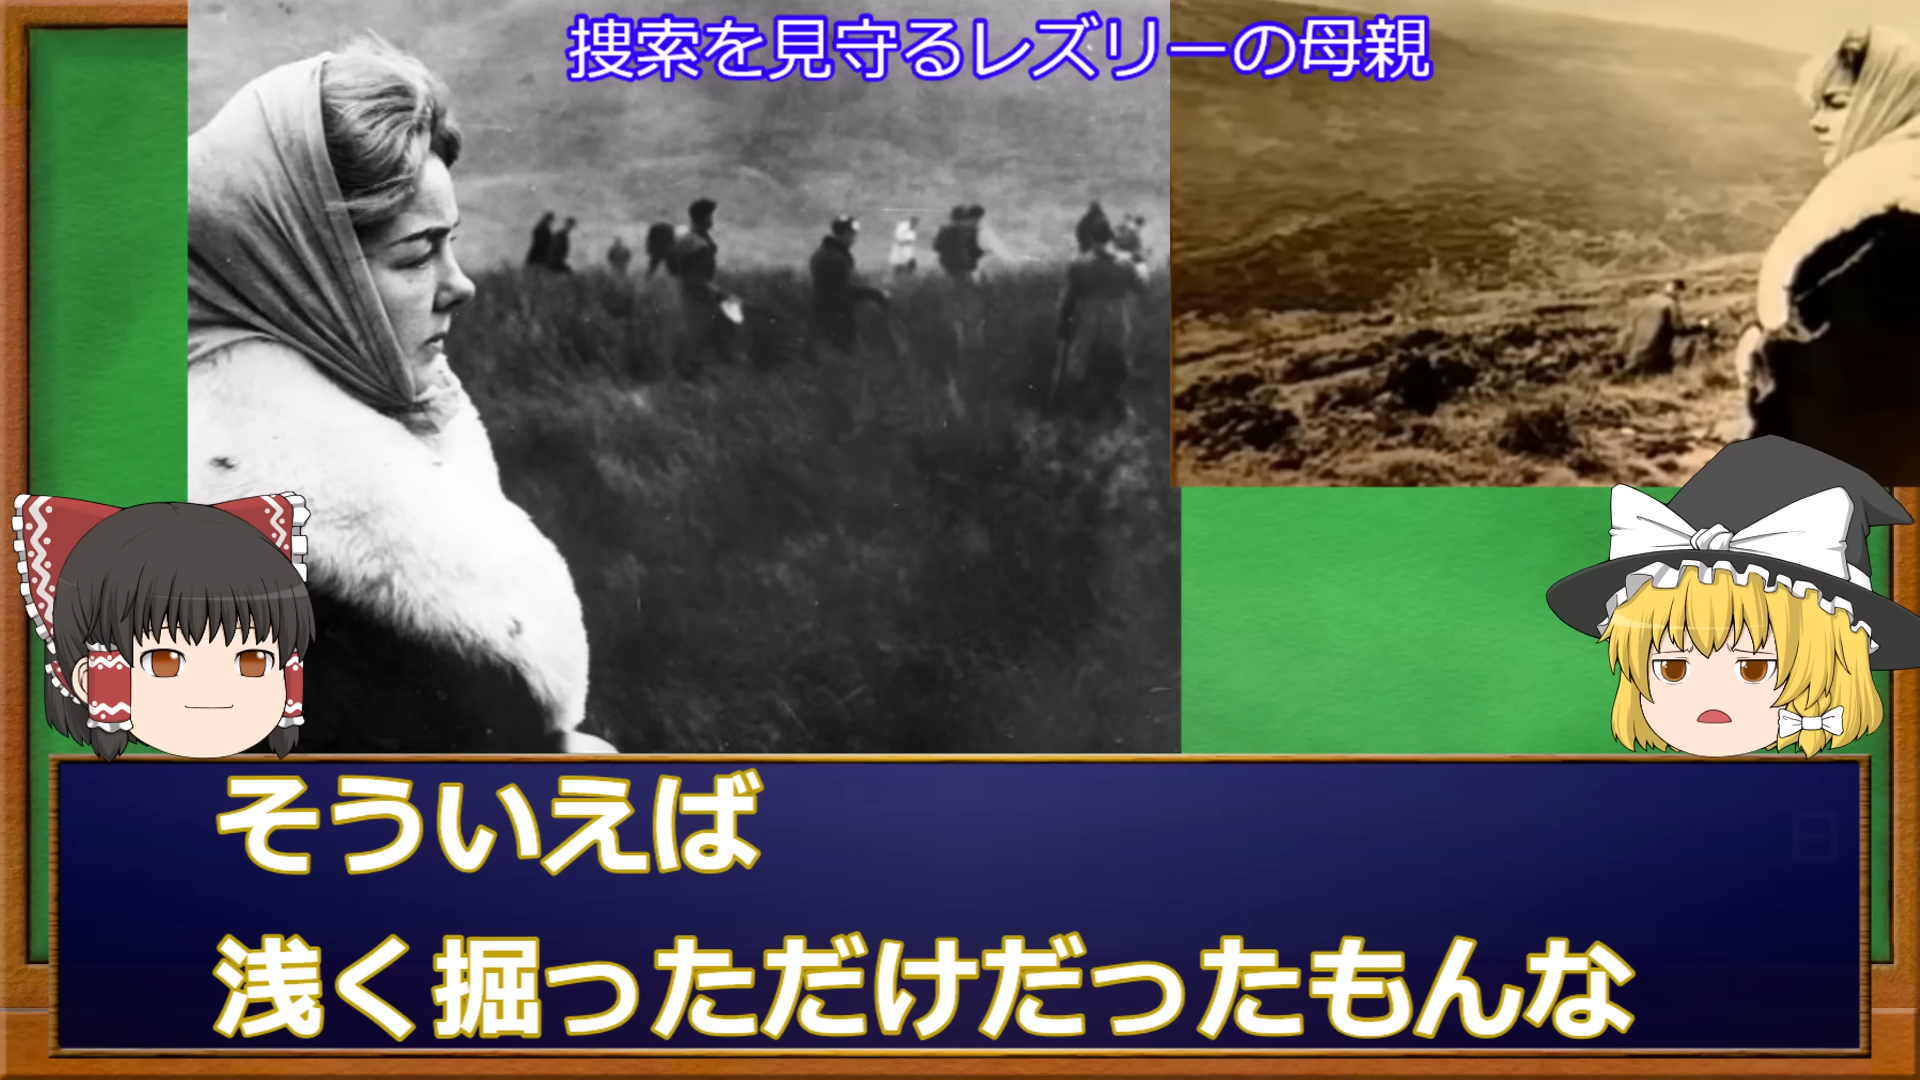 捜索を見守るレズリーの母親
そういえば
浅く掘っただけだったもんな